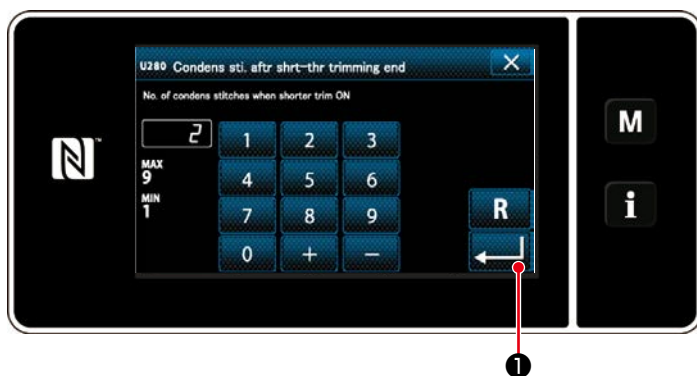 U280 Condens sti. aftr shrt-thr trimming end
No. of condens stitches when shorter trim ON
2
MAX
9
MIN
1
1 2 3
4 5 6
7 8 9
0 + −
R
M
i
N
❶